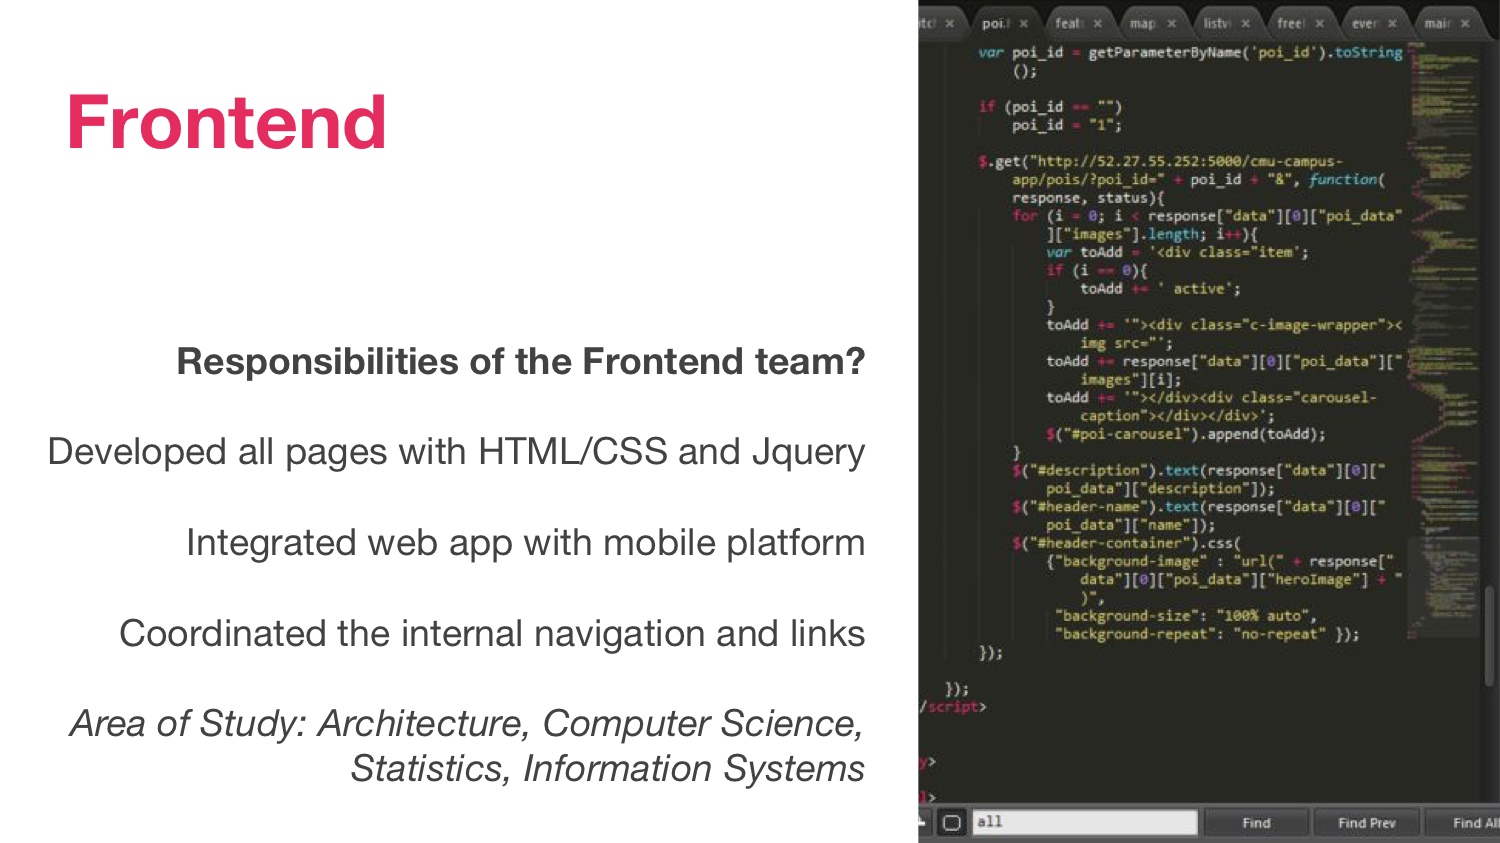 Frontend
Responsibilities of the Frontend team?
Developed all pages with HTML/CSS and Jquery
Integrated web app with mobile platform
Coordinated the internal navigation and links
Area of Study: Architecture, Computer Science,
Statistics, Information Systems
poi.l × feat × map × listv × free × ever × main ×
var poi_id = getParameterByName('poi_id').toString
();
if (poi_id == "")
poi_id = "1";
$.get("http://52.27.55.252:5000/cmu-campus-
app/pois/?poi_id=" + poi_id + "&", function(
response, status){
for (i = 0; i < response["data"][0]["poi_data"
]["images"].length; i++){
var toAdd = '<div class="item';
if (i == 0){
toAdd += ' active';
}
toAdd += '"><div class="c-image-wrapper"><
img src="';
toAdd += response["data"][0]["poi_data"]["
images"][i];
toAdd += '"></div><div class="carousel-
caption"></div></div>';
$("#poi-carousel").append(toAdd);
}
$("#description").text(response["data"][0]["
poi_data"]["description"]);
$("#header-name").text(response["data"][0]["
poi_data"]["name"]);
$("#header-container").css(
{"background-image" : "url(" + response["
data"][0]["poi_data"]["heroImage"] + "
)",
"background-size": "100% auto",
"background-repeat": "no-repeat" });
});
});
/script>
y>
l>
all Find Find Prev Find All